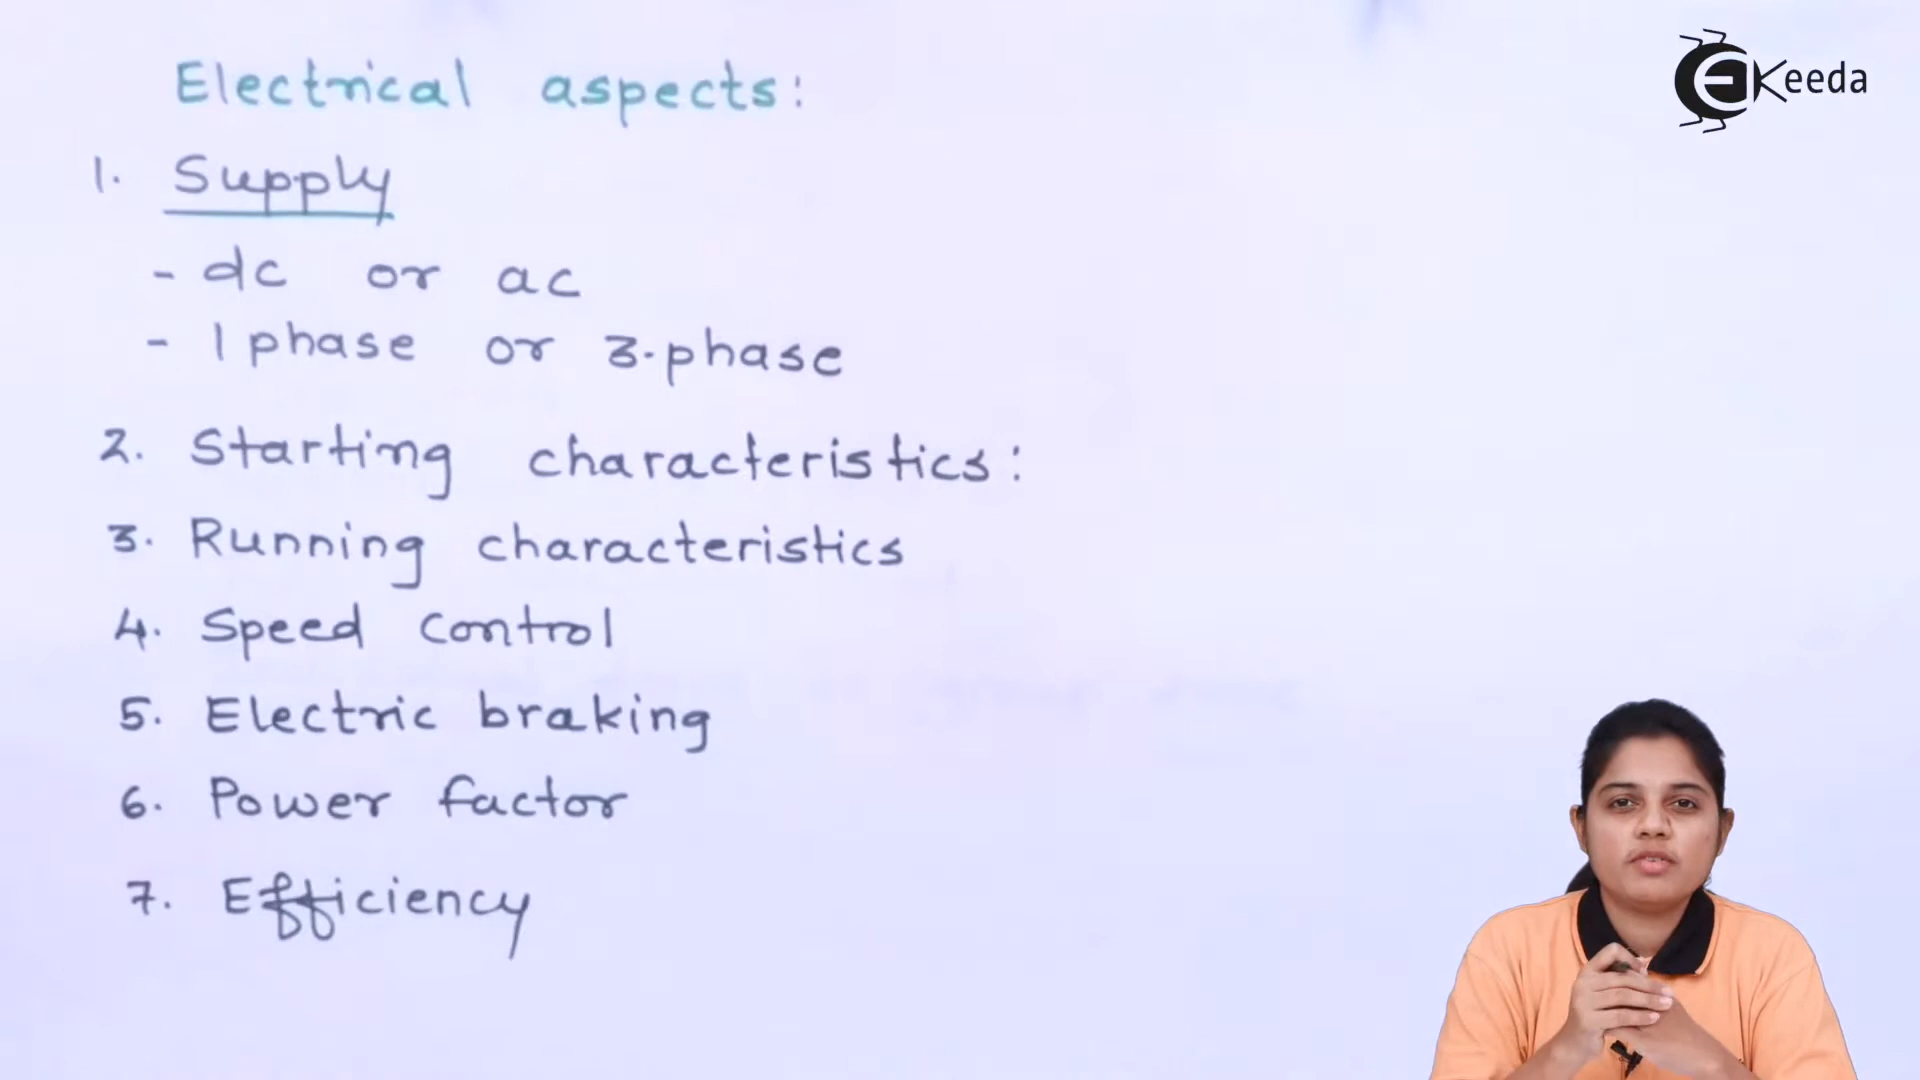 Electrical aspects:
Keeda
1. Supply
- dc or ac
- 1 phase or 3-phase
2. Starting characteristics:
3. Running characteristics
4. Speed control
5. Electric braking
6. Power factor
7. Efficiency